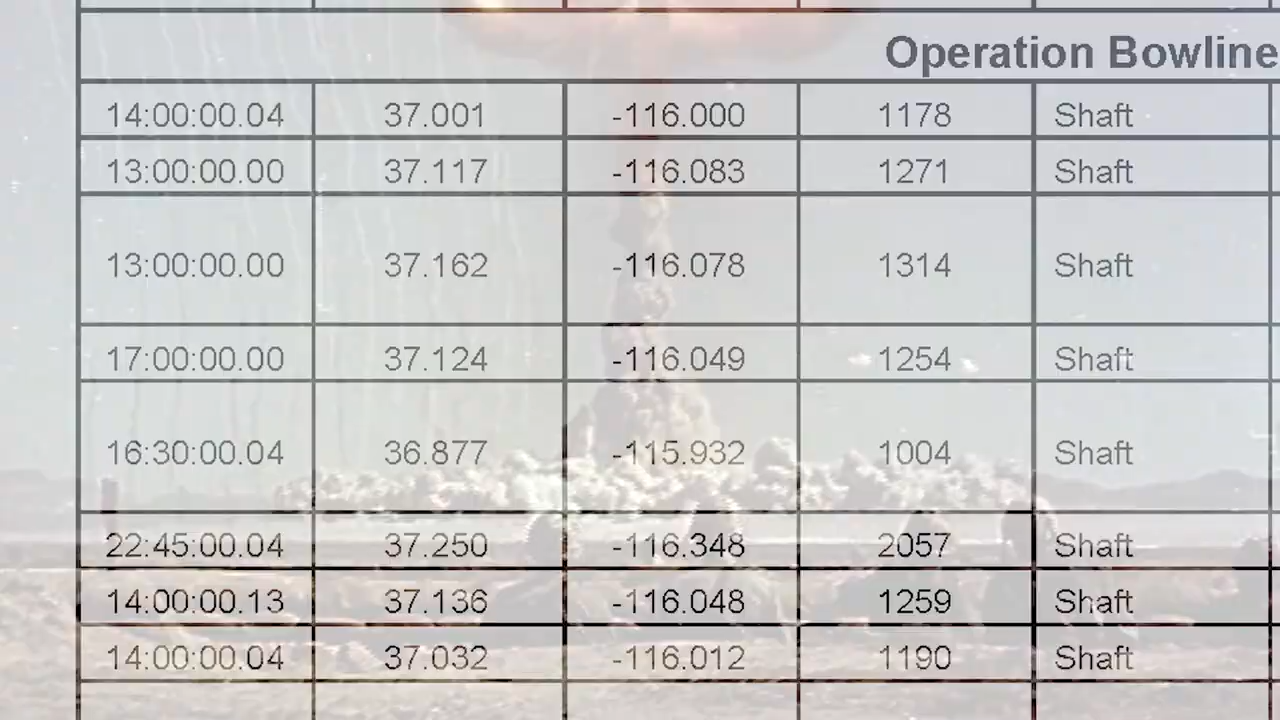 Operation Bowline
14:00:00.04 37.001 -116.000 1178 Shaft
13:00:00.00 37.117 -116.083 1271 Shaft
13:00:00.00 37.162 -116.078 1314 Shaft
17:00:00.00 37.124 -116.049 1254 Shaft
16:30:00.04 36.877 -115.932 1004 Shaft
22:45:00.04 37.250 -116.348 2057 Shaft
14:00:00.13 37.136 -116.048 1259 Shaft
14:00:00.04 37.032 -116.012 1190 Shaft